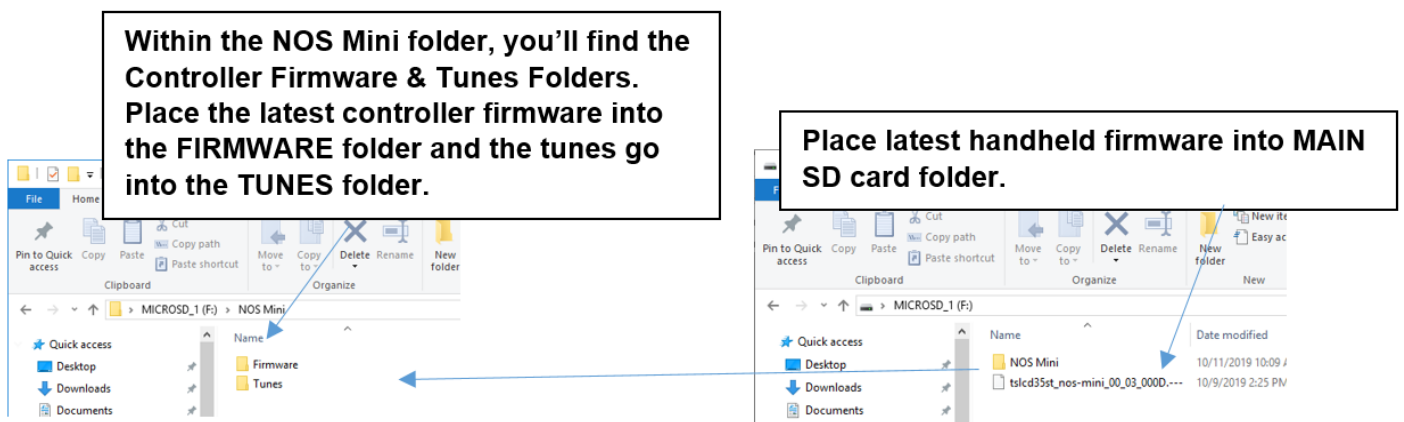 Within the NOS Mini folder, you'll find the
Controller Firmware & Tunes Folders.
Place the latest controller firmware into
the FIRMWARE folder and the tunes go
into the TUNES folder.
File Home
Pin to Quick access
Copy
Paste
Cut
Copy path
Paste shortcut
Clipboard
Move to
Copy to
Delete
Rename
Organize
New folder
MICROSD_1 (F:) > NOS Mini
Quick access
Desktop
Downloads
Documents
Name
Firmware
Tunes
Place latest handheld firmware into MAIN
SD card folder.
Pin to Quick access
Copy
Paste
Cut
Copy path
Paste shortcut
Clipboard
Move to
Copy to
Delete
Rename
Organize
New folder
New ite
Easy ac
New
MICROSD_1 (F:)
Quick access
Desktop
Downloads
Documents
Name Date modified
NOS Mini 10/11/2019 10:09 A
tslcd35st_nos-mini_00_03_000D.--- 10/9/2019 2:25 PM